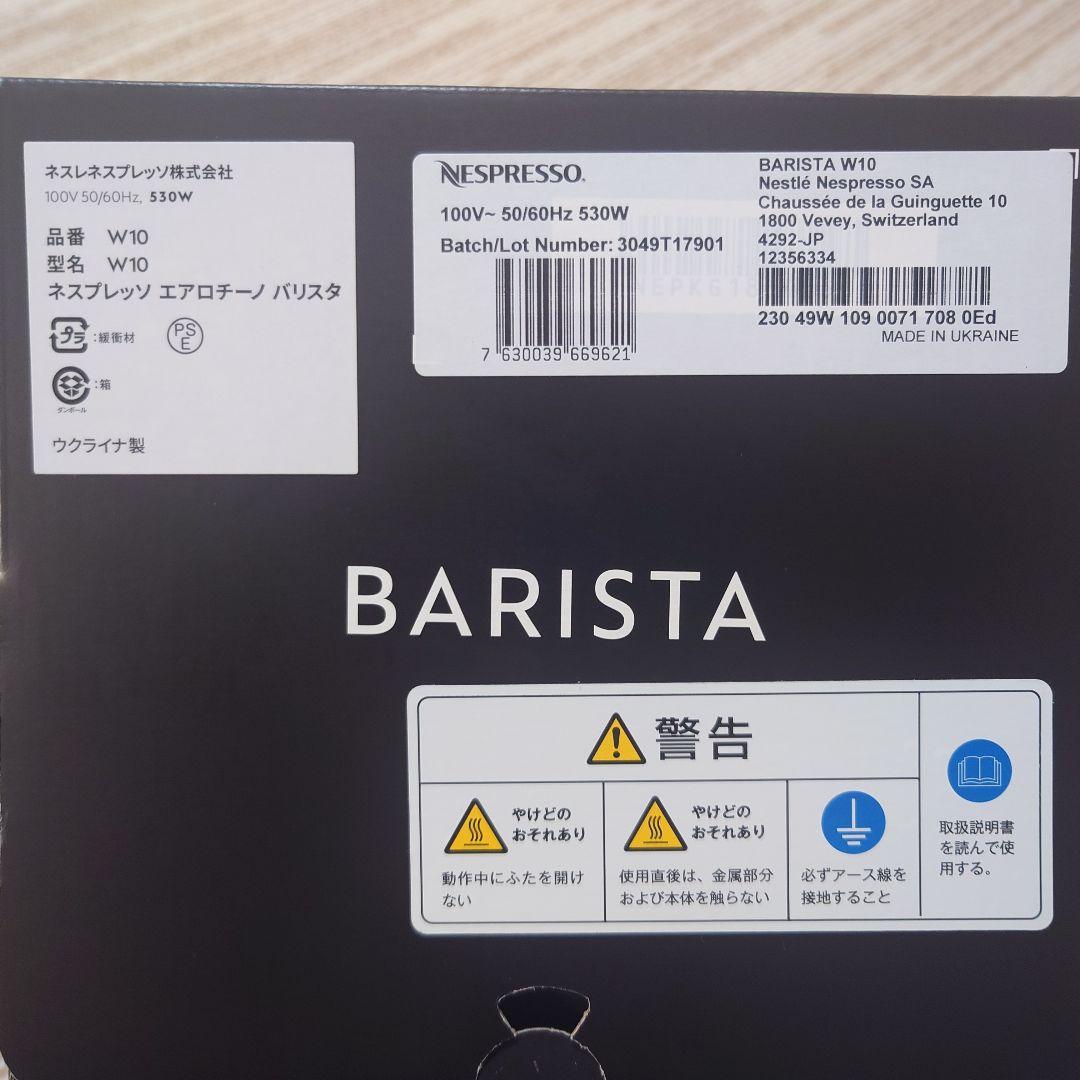 ネスレネスプレッソ株式会社
100V 50/60Hz, 530W
品番 W10
型名 W10
ネスプレッソ エアロチーノ バリスタ
プラ :緩衝材
PS
E
:箱
ダンボール
ウクライナ製
NESPRESSO.
100V~ 50/60Hz 530W
Batch/Lot Number: 3049T17901
7 630039 669621
BARISTA W10
Nestlé Nespresso SA
Chaussée de la Guinguette 10
1800 Vevey, Switzerland
4292-JP
12356334
230 49W 109 0071 708 0Ed
MADE IN UKRAINE
BARISTA
警告
やけどの
おそれあり
動作中にふたを開け
ない
やけどの
おそれあり
使用直後は、金属部分
および本体を触らない
必ずアース線を
接地すること
取扱説明書
を読んで使
用する。